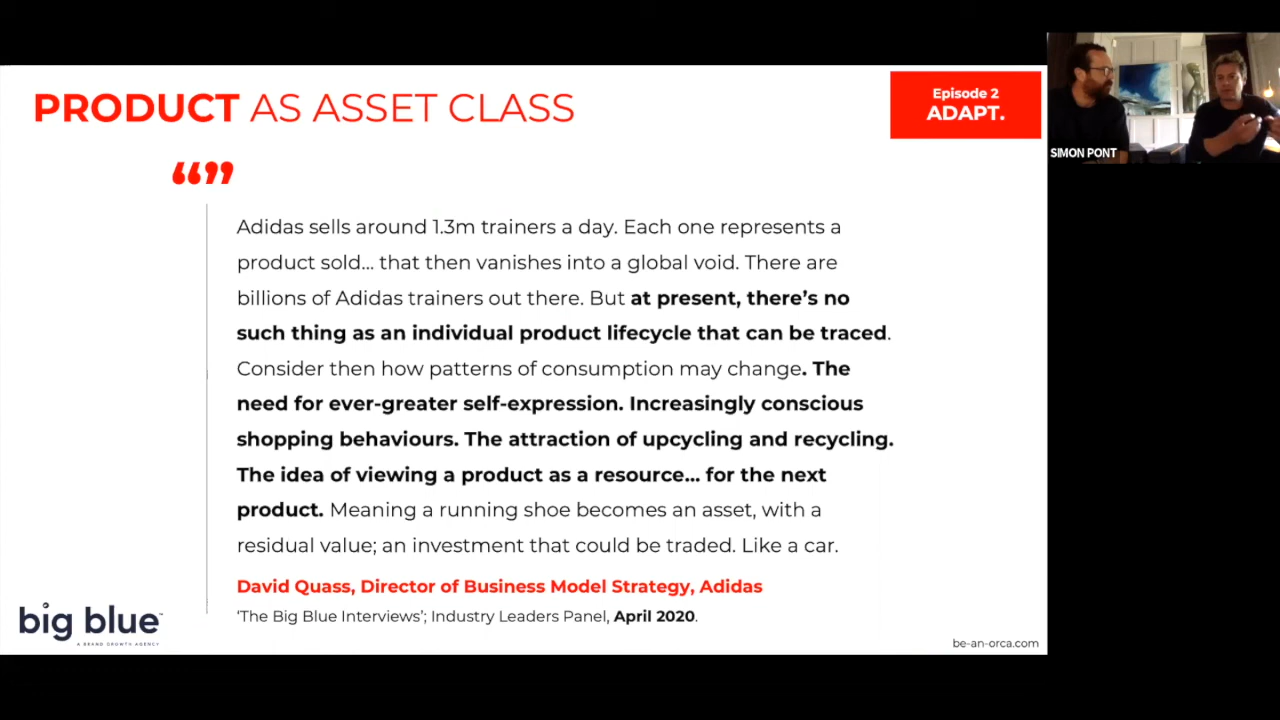 PRODUCT AS ASSET CLASS
Episode 2
ADAPT.
SIMON PONT
“”
Adidas sells around 1.3m trainers a day. Each one represents a
product sold... that then vanishes into a global void. There are
billions of Adidas trainers out there. But at present, there’s no
such thing as an individual product lifecycle that can be traced.
Consider then how patterns of consumption may change. The
need for ever-greater self-expression. Increasingly conscious
shopping behaviours. The attraction of upcycling and recycling.
The idea of viewing a product as a resource... for the next
product. Meaning a running shoe becomes an asset, with a
residual value; an investment that could be traded. Like a car.
David Quass, Director of Business Model Strategy, Adidas
‘The Big Blue Interviews’; Industry Leaders Panel, April 2020.
big blue™
A BRAND GROWTH AGENCY
be-an-orca.com